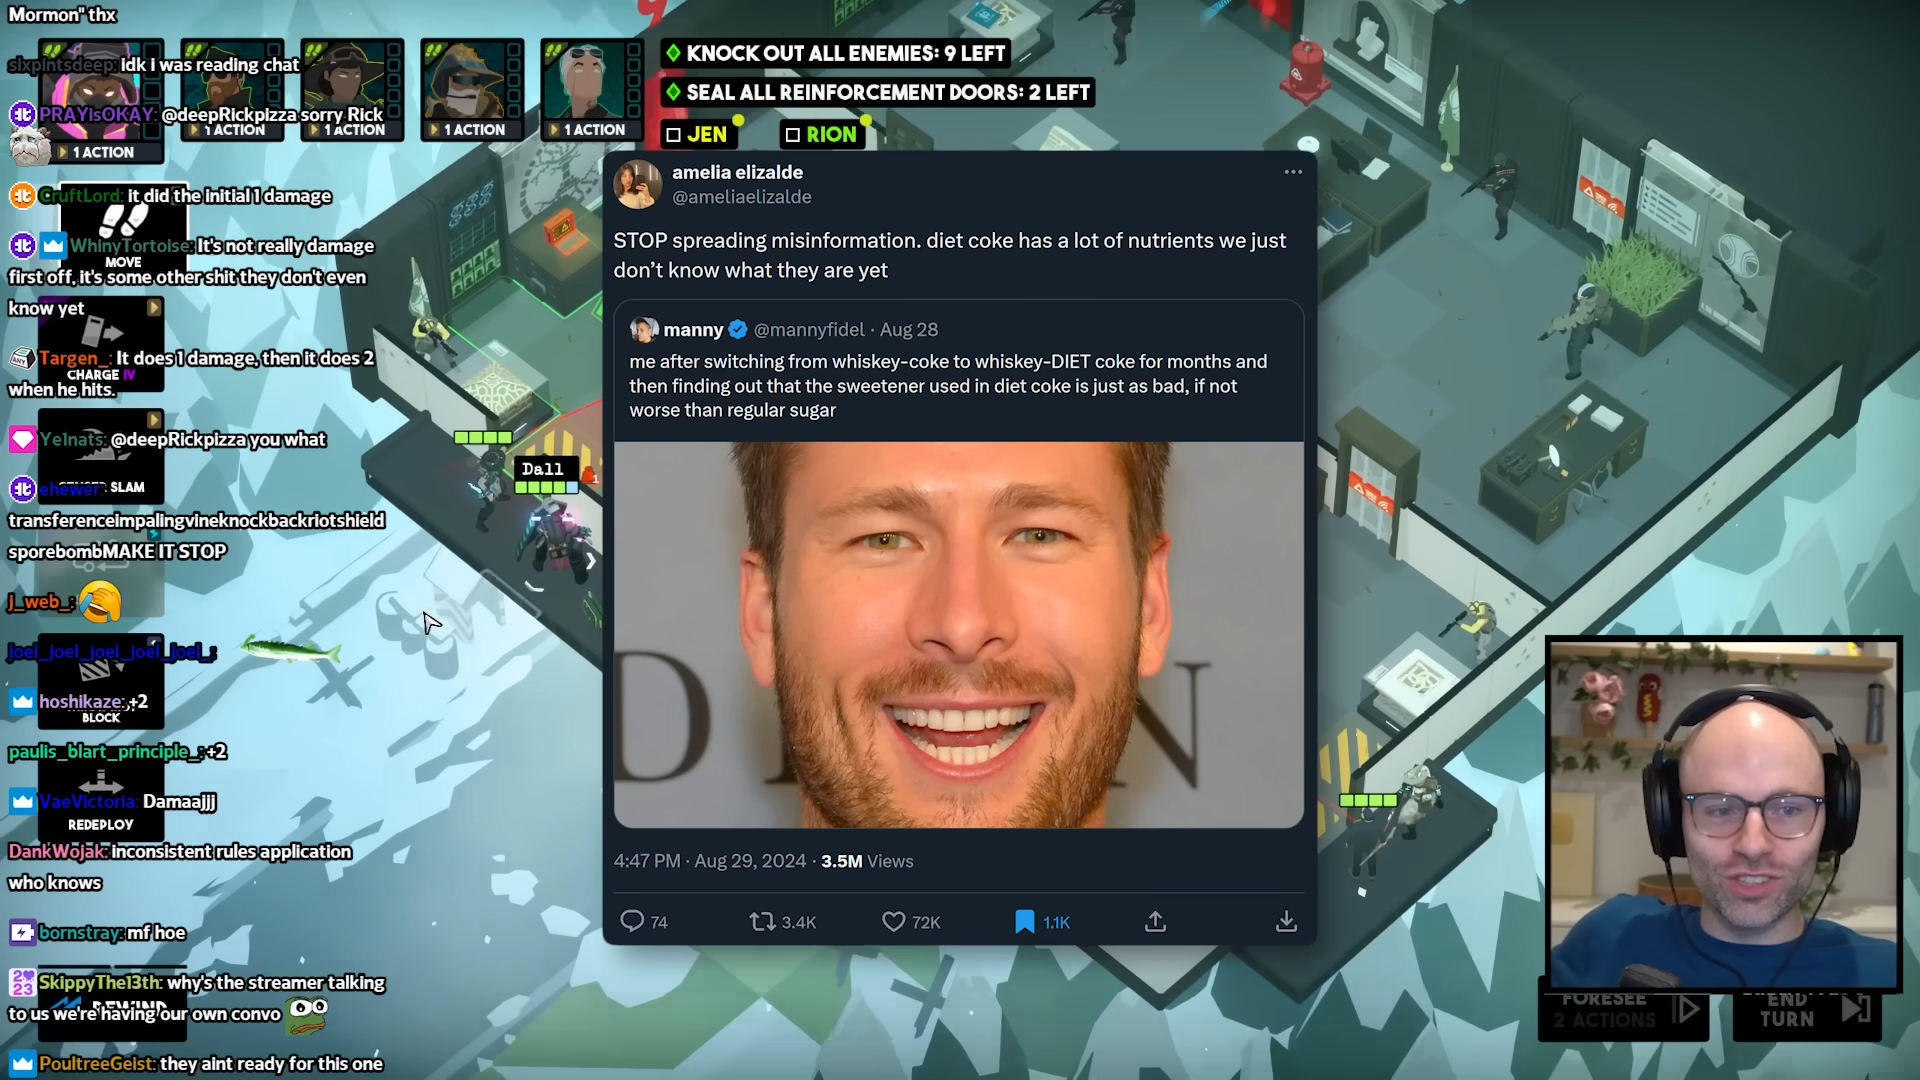 Mormon" thx
slxpintsdeep: idk I was reading chat
PRAYisOKAY: @deepRickpizza sorry Rick
1 ACTION
1 ACTION
1 ACTION
1 ACTION
1 ACTION
CruftLord: it did the initial 1 damage
WhinyTortoise: It's not really damage
MOVE
first off, it's some other shit they don't even
know yet
Targen_: It does 1 damage, then it does 2
CHARGE IV
when he hits.
Ye1nats: @deepRickpizza you what
SLAM
ehewer:
transferenceimpalingvineknockbackriotshield
sporebombMAKE IT STOP
j_web_:
joel_joel_joel_joel_joel_:
hoshikaze: +2
BLOCK
paulis_blart_principle_: +2
VaeVictoria: Damaajjj
REDEPLOY
DankWojak: inconsistent rules application
who knows
bornstray: mf hoe
SkippyThe13th: why's the streamer talking
REWIND
to us we're having our own convo
PoultreeGeist: they aint ready for this one
KNOCK OUT ALL ENEMIES: 9 LEFT
SEAL ALL REINFORCEMENT DOORS: 2 LEFT
JEN
RION
Dall
1
amelia elizalde
@ameliaelizalde
STOP spreading misinformation. diet coke has a lot of nutrients we just
don't know what they are yet
manny @mannyfidel · Aug 28
me after switching from whiskey-coke to whiskey-DIET coke for months and
then finding out that the sweetener used in diet coke is just as bad, if not
worse than regular sugar
4:47 PM · Aug 29, 2024 · 3.5M Views
74
3.4K
72K
1.1K
FORESEE
2 ACTIONS
END
TURN